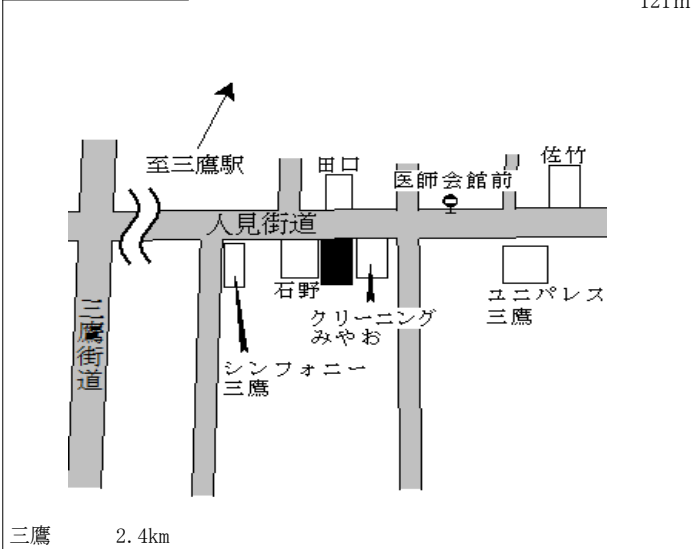 121m
至三鷹駅
田口
佐竹
医師会館前
人見街道
石野
クリーニング
みやお
ユニパレス
三鷹
三鷹街道
シンフォニー
三鷹
三鷹 2.4km